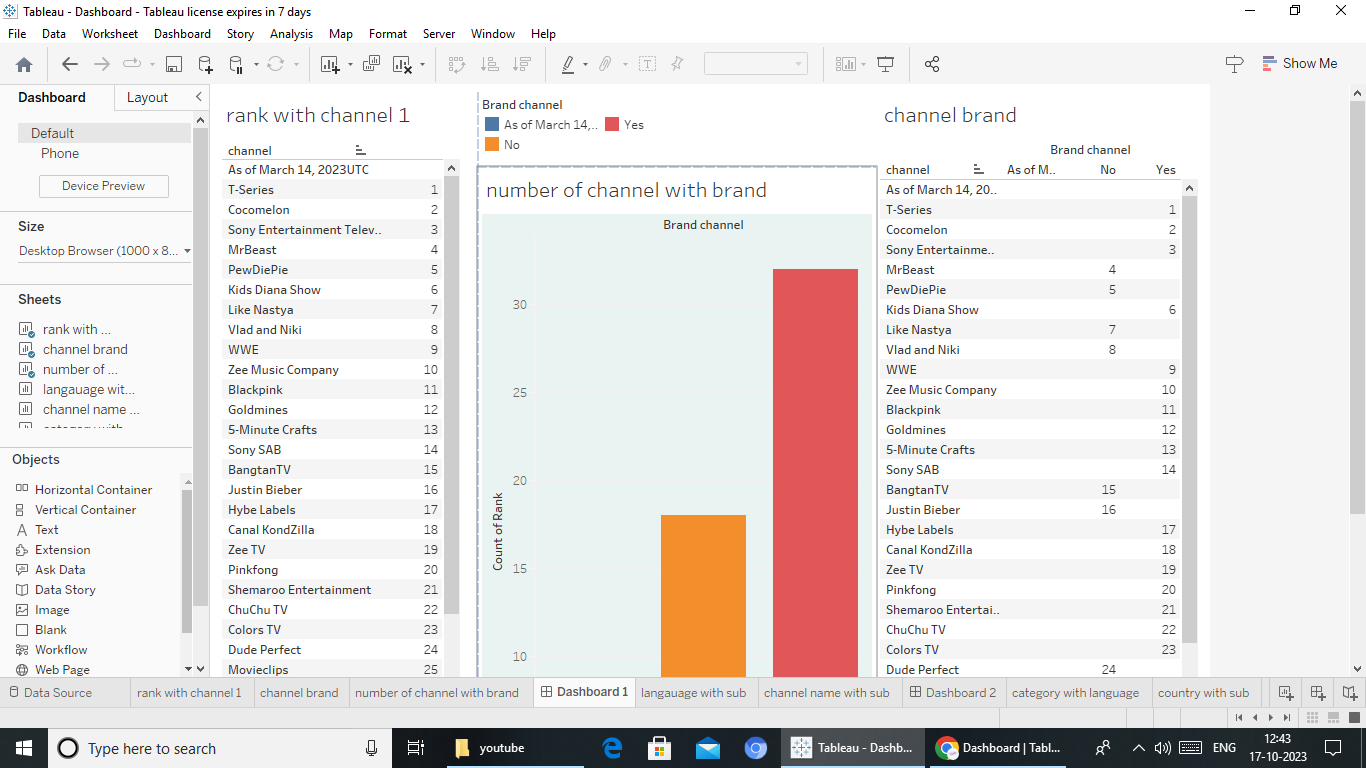 Tableau - Dashboard - Tableau license expires in 7 days
File Data Worksheet Dashboard Story Analysis Map Format Server Window Help
Show Me
Dashboard Layout
Default
Phone
Device Preview
Size
Desktop Browser (1000 x 8...
Sheets
rank with ...
channel brand
number of ...
langauage wit...
channel name ...
Objects
Horizontal Container
Vertical Container
Text
Extension
Ask Data
Data Story
Image
Blank
Workflow
Web Page
rank with channel 1
channel
As of March 14, 2023UTC
T-Series 1
Cocomelon 2
Sony Entertainment Telev.. 3
MrBeast 4
PewDiePie 5
Kids Diana Show 6
Like Nastya 7
Vlad and Niki 8
WWE 9
Zee Music Company 10
Blackpink 11
Goldmines 12
5-Minute Crafts 13
Sony SAB 14
BangtanTV 15
Justin Bieber 16
Hybe Labels 17
Canal KondZilla 18
Zee TV 19
Pinkfong 20
Shemaroo Entertainment 21
ChuChu TV 22
Colors TV 23
Dude Perfect 24
Movieclips 25
Brand channel
As of March 14,.. Yes
No
number of channel with brand
Brand channel
30
25
20
15
10
Count of Rank
channel brand
Brand channel
channel As of M.. No Yes
As of March 14, 20..
T-Series 1
Cocomelon 2
Sony Entertainme.. 3
MrBeast 4
PewDiePie 5
Kids Diana Show 6
Like Nastya 7
Vlad and Niki 8
WWE 9
Zee Music Company 10
Blackpink 11
Goldmines 12
5-Minute Crafts 13
Sony SAB 14
BangtanTV 15
Justin Bieber 16
Hybe Labels 17
Canal KondZilla 18
Zee TV 19
Pinkfong 20
Shemaroo Entertai.. 21
ChuChu TV 22
Colors TV 23
Dude Perfect 24
Data Source rank with channel 1 channel brand number of channel with brand Dashboard 1 langauage with sub channel name with sub Dashboard 2 category with language country with sub
Type here to search youtube Tableau - Dashb... Dashboard | Tabl... ENG 12:43
17-10-2023